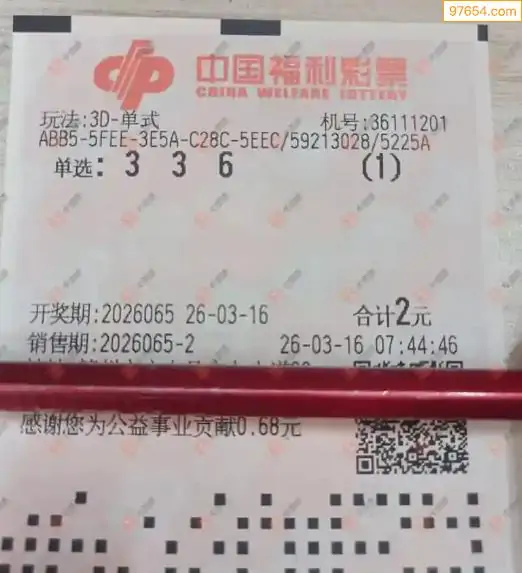 97654.com
中国福利彩票
CHINA WELFARE LOTTERY
玩法:3D-单式 机号:36111201
ABB5-5FEE-3E5A-C28C-5EEC/59213028/5225A
单选: 3 3 6 (1)
开奖期:2026065 26-03-16 合计2元
销售期:2026065-2 26-03-16 07:44:46
感谢您为公益事业贡献0.68元